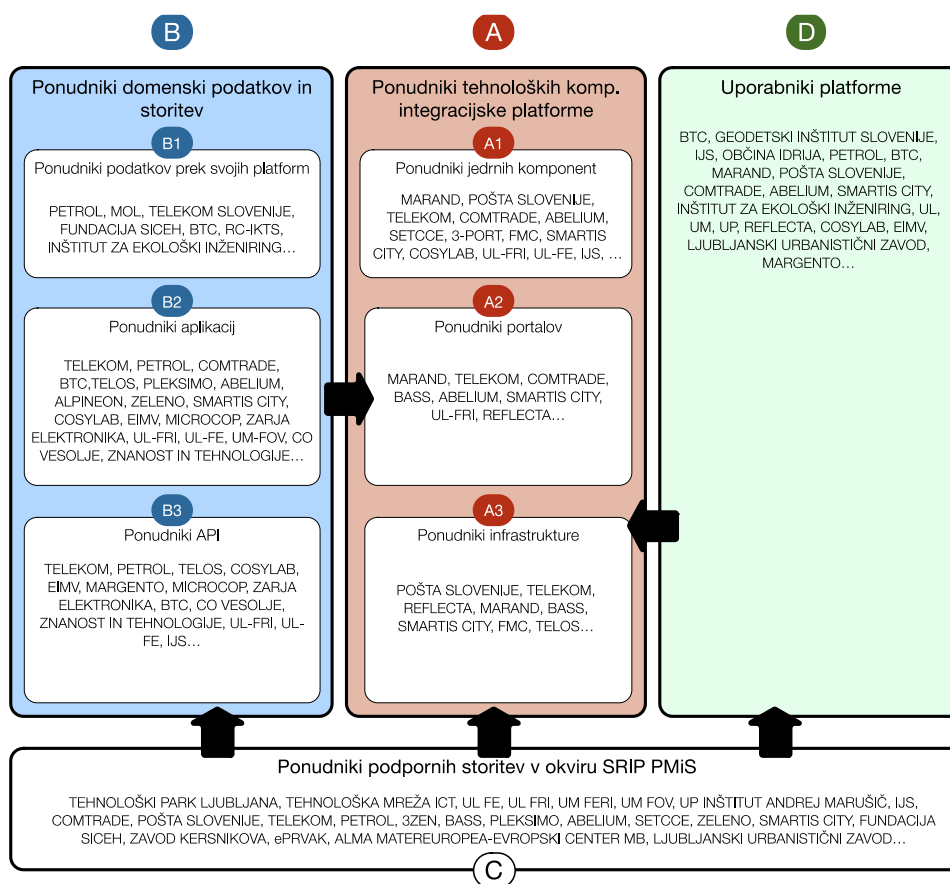 B
Ponudniki domenski podatkov in
storitev
B1
Ponudniki podatkov prek svojih platform
PETROL, MOL, TELEKOM SLOVENIJE,
FUNDACIJA SICEH, BTC, RC-IKTS,
INŠTITUT ZA EKOLOŠKI INŽENIRING…
B2
Ponudniki aplikacij
TELEKOM, PETROL, COMTRADE,
BTC,TELOS, PLEKSIMO, ABELIUM,
ALPINEON, ZELENO, SMARTIS CITY,
COSYLAB, EIMV, MICROCOP, ZARJA
ELEKTRONIKA, UL-FRI, UL-FE, UM-FOV, CO
VESOLJE, ZNANOST IN TEHNOLOGIJE…
B3
Ponudniki API
TELEKOM, PETROL, TELOS, COSYLAB,
EIMV, MARGENTO, MICROCOP, ZARJA
ELEKTRONIKA, BTC, CO VESOLJE,
ZNANOST IN TEHNOLOGIJE, UL-FRI, UL-
FE, IJS…
A
Ponudniki tehnoloških komp.
integracijske platforme
A1
Ponudniki jedrnih komponent
MARAND, POŠTA SLOVENIJE,
TELEKOM, COMTRADE, ABELIUM,
SETCCE, 3-PORT, FMC, SMARTIS
CITY, COSYLAB, UL-FRI, UL-FE, IJS, …
A2
Ponudniki portalov
MARAND, TELEKOM, COMTRADE,
BASS, ABELIUM, SMARTIS CITY,
UL-FRI, REFLECTA…
A3
Ponudniki infrastrukture
POŠTA SLOVENIJE, TELEKOM,
REFLECTA, MARAND, BASS,
SMARTIS CITY, FMC, TELOS…
D
Uporabniki platforme
BTC, GEODETSKI INŠTITUT SLOVENIJE,
IJS, OBČINA IDRIJA, PETROL, BTC,
MARAND, POŠTA SLOVENIJE,
COMTRADE, ABELIUM, SMARTIS CITY,
INŠTITUT ZA EKOLOŠKI INŽENIRING, UL,
UM, UP, REFLECTA, COSYLAB, EIMV,
LJUBLJANSKI URBANISTIČNI ZAVOD,
MARGENTO…
Ponudniki podpornih storitev v okviru SRIP PMiS
TEHNOLOŠKI PARK LJUBLJANA, TEHNOLOŠKA MREŽA ICT, UL FE, UL FRI, UM FERI, UM FOV, UP INŠTITUT ANDREJ MARUŠIČ, IJS,
COMTRADE, POŠTA SLOVENIJE, TELEKOM, PETROL, 3ZEN, BASS, PLEKSIMO, ABELIUM, SETCCE, ZELENO, SMARTIS CITY, FUNDACIJA
SICEH, ZAVOD KERSNIKOVA, ePRVAK, ALMA MATEREUROPEA-EVROPSKI CENTER MB, LJUBLJANSKI URBANISTIČNI ZAVOD…
C